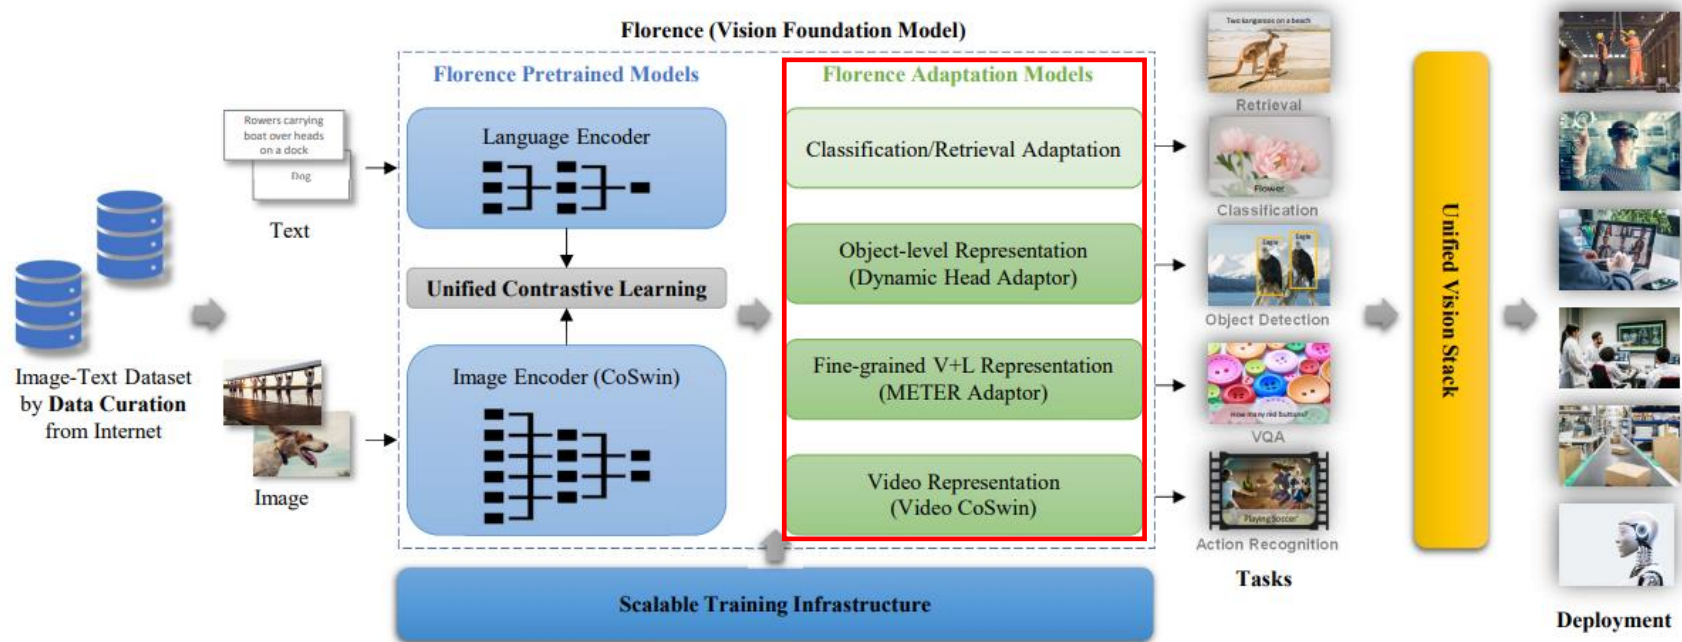 Florence (Vision Foundation Model)
Florence Pretrained Models
Florence Adaptation Models
Rowers carrying
boat over heads
on a dock
Dog
Text
Image-Text Dataset
by Data Curation
from Internet
Image
Language Encoder
Unified Contrastive Learning
Image Encoder (CoSwin)
Classification/Retrieval Adaptation
Object-level Representation
(Dynamic Head Adaptor)
Fine-grained V+L Representation
(METER Adaptor)
Video Representation
(Video CoSwin)
Scalable Training Infrastructure
Two kangaroos on a beach
Retrieval
Flower
Classification
Eagle
Eagle
Object Detection
How many red buttons?
VQA
Playing Soccer
Action Recognition
Tasks
Unified Vision Stack
Deployment